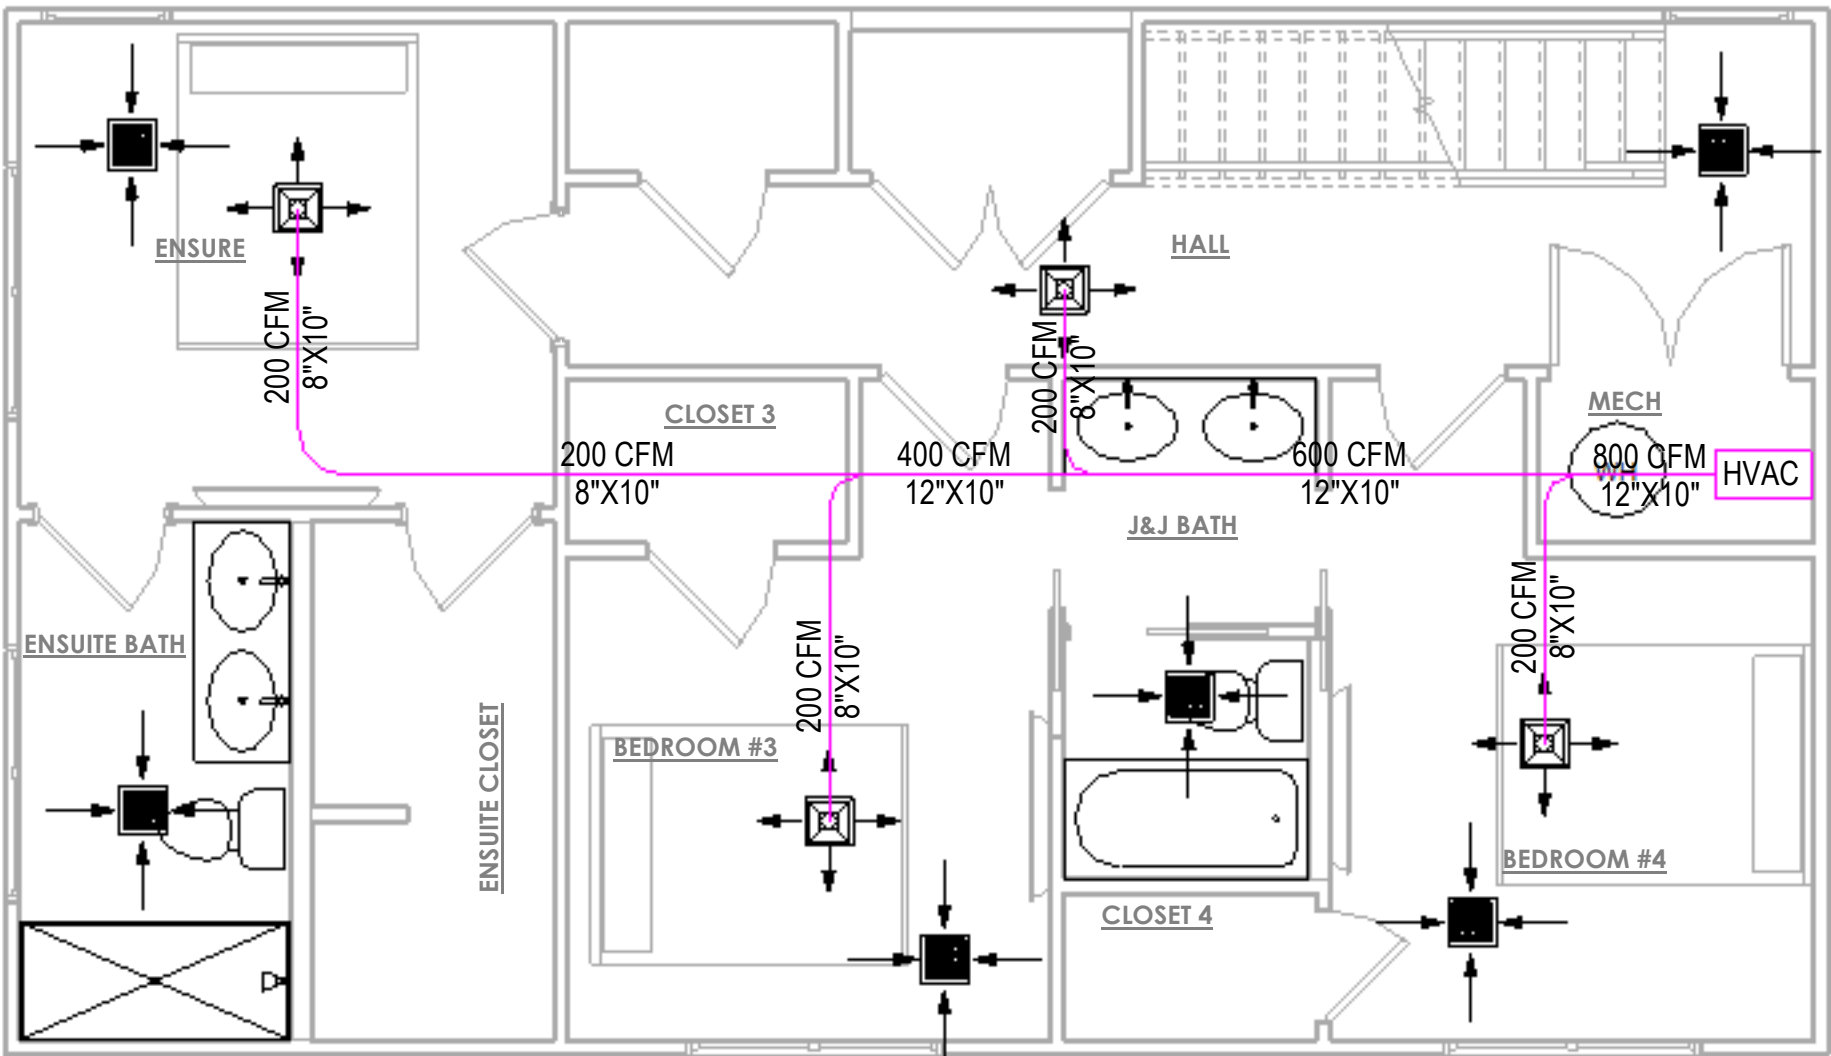 ENSURE
HALL
200 CFM
8"X10"
200 CFM
8"X10"
CLOSET 3
MECH
200 CFM
8"X10"
400 CFM
12"X10"
600 CFM
12"X10"
800 CFM
12"X10"
WH
HVAC
J&J BATH
ENSUITE BATH
200 CFM
8"X10"
200 CFM
8"X10"
ENSUITE CLOSET
BEDROOM #3
BEDROOM #4
CLOSET 4